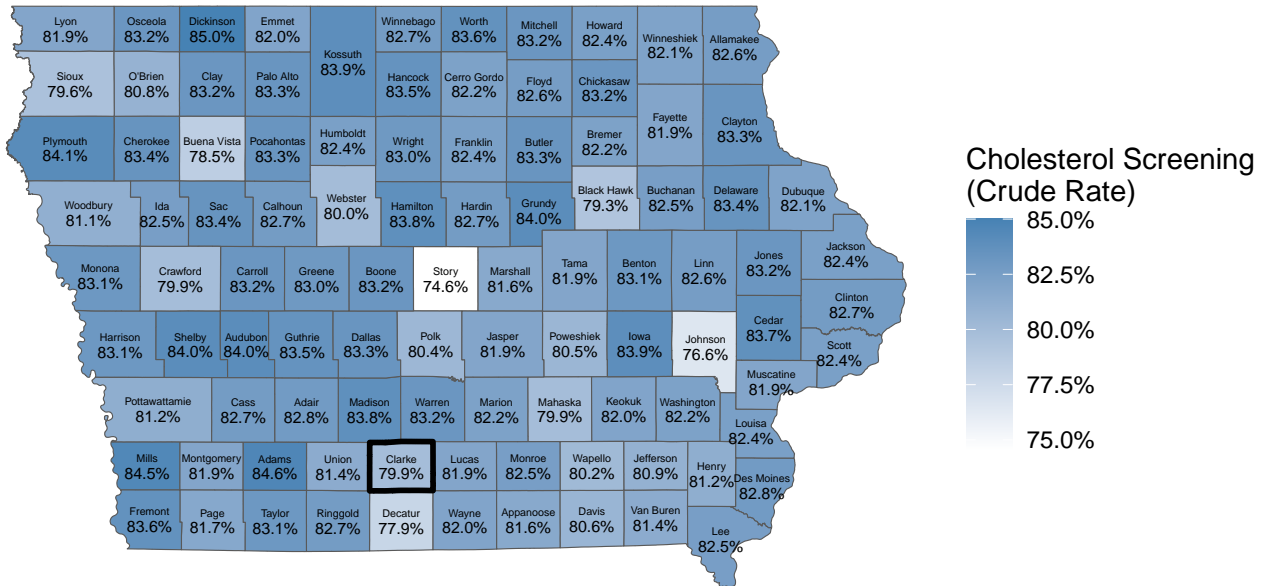 Lyon
81.9%
Osceola
83.2%
Dickinson
85.0%
Emmet
82.0%
Kossuth
83.9%
Winnebago
82.7%
Worth
83.6%
Mitchell
83.2%
Howard
82.4%
Winneshiek
82.1%
Allamakee
82.6%
Sioux
79.6%
O'Brien
80.8%
Clay
83.2%
Palo Alto
83.3%
Hancock
83.5%
Cerro Gordo
82.2%
Floyd
82.6%
Chickasaw
83.2%
Fayette
81.9%
Clayton
83.3%
Plymouth
84.1%
Cherokee
83.4%
Buena Vista
78.5%
Pocahontas
83.3%
Humboldt
82.4%
Wright
83.0%
Franklin
82.4%
Butler
83.3%
Bremer
82.2%
Woodbury
81.1%
Ida
82.5%
Sac
83.4%
Calhoun
82.7%
Webster
80.0%
Hamilton
83.8%
Hardin
82.7%
Grundy
84.0%
Black Hawk
79.3%
Buchanan
82.5%
Delaware
83.4%
Dubuque
82.1%
Monona
83.1%
Crawford
79.9%
Carroll
83.2%
Greene
83.0%
Boone
83.2%
Story
74.6%
Marshall
81.6%
Tama
81.9%
Benton
83.1%
Linn
82.6%
Jones
83.2%
Jackson
82.4%
Clinton
82.7%
Harrison
83.1%
Shelby
84.0%
Audubon
84.0%
Guthrie
83.5%
Dallas
83.3%
Polk
80.4%
Jasper
81.9%
Poweshiek
80.5%
Iowa
83.9%
Johnson
76.6%
Cedar
83.7%
Scott
82.4%
Muscatine
81.9%
Pottawattamie
81.2%
Cass
82.7%
Adair
82.8%
Madison
83.8%
Warren
83.2%
Marion
82.2%
Mahaska
79.9%
Keokuk
82.0%
Washington
82.2%
Louisa
82.4%
Mills
84.5%
Montgomery
81.9%
Adams
84.6%
Union
81.4%
Clarke
79.9%
Lucas
81.9%
Monroe
82.5%
Wapello
80.2%
Jefferson
80.9%
Henry
81.2%
Des Moines
82.8%
Fremont
83.6%
Page
81.7%
Taylor
83.1%
Ringgold
82.7%
Decatur
77.9%
Wayne
82.0%
Appanoose
81.6%
Davis
80.6%
Van Buren
81.4%
Lee
82.5%
Cholesterol Screening
(Crude Rate)
85.0%
82.5%
80.0%
77.5%
75.0%